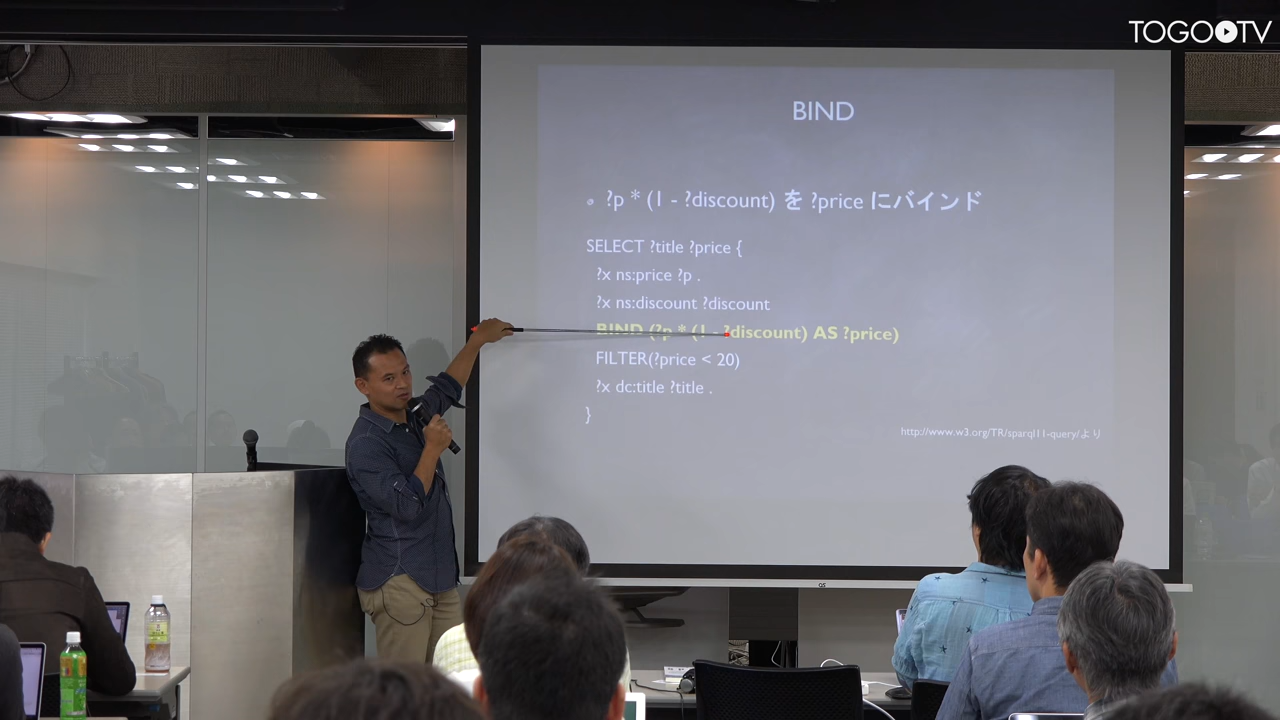 TOGOTV
BIND
?p * (1 - ?discount) を ?price にバインド
SELECT ?title ?price {
?x ns:price ?p .
?x ns:discount ?discount
BIND (?p * (1 - ?discount) AS ?price)
FILTER(?price < 20)
?x dc:title ?title .
}
http://www.w3.org/TR/sparql11-query/より